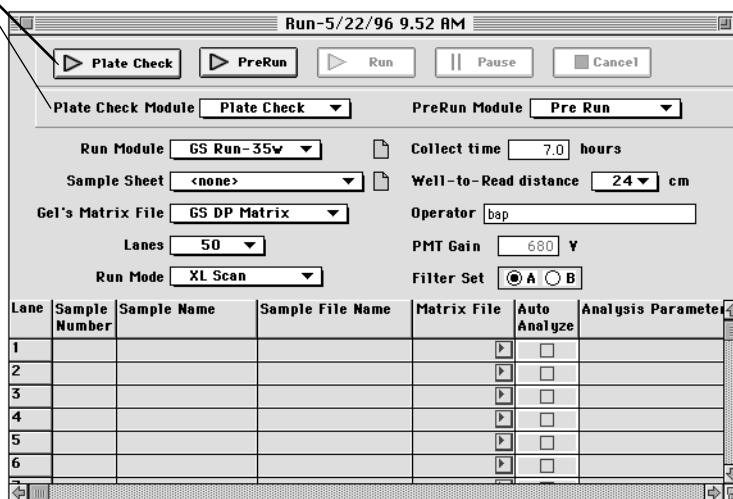 Run-5/22/96 9.52 AM
Plate Check PreRun Run Pause Cancel
Plate Check Module Plate Check PreRun Module Pre Run
Run Module GS Run-35w Collect time 7.0 hours
Sample Sheet <none> Well-to-Read distance 24 cm
Gel's Matrix File GS DP Matrix Operator bap
Lanes 50 PMT Gain 680 V
Run Mode XL Scan Filter Set A B
Lane Sample Number Sample Name Sample File Name Matrix File Auto Analyze Analysis Parameter
1
2
3
4
5
6